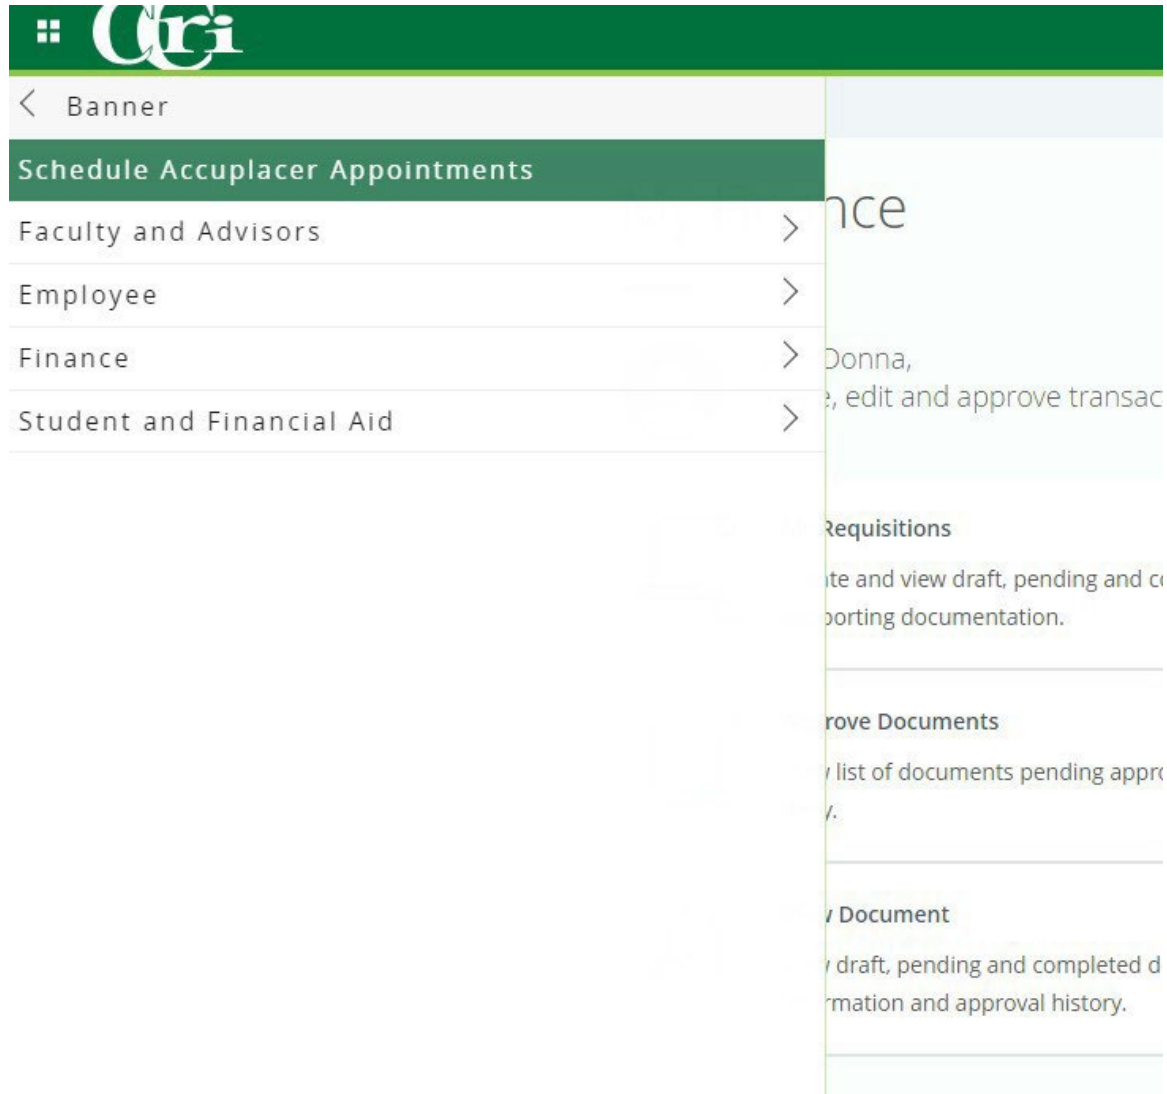 CCri
Banner
Schedule Accuplacer Appointments
Faculty and Advisors
Employee
Finance
Student and Financial Aid
nce
Donna,
, edit and approve transac
Requisitions
te and view draft, pending and co
porting documentation.
rove Documents
list of documents pending appro
y.
Document
draft, pending and completed d
rmation and approval history.